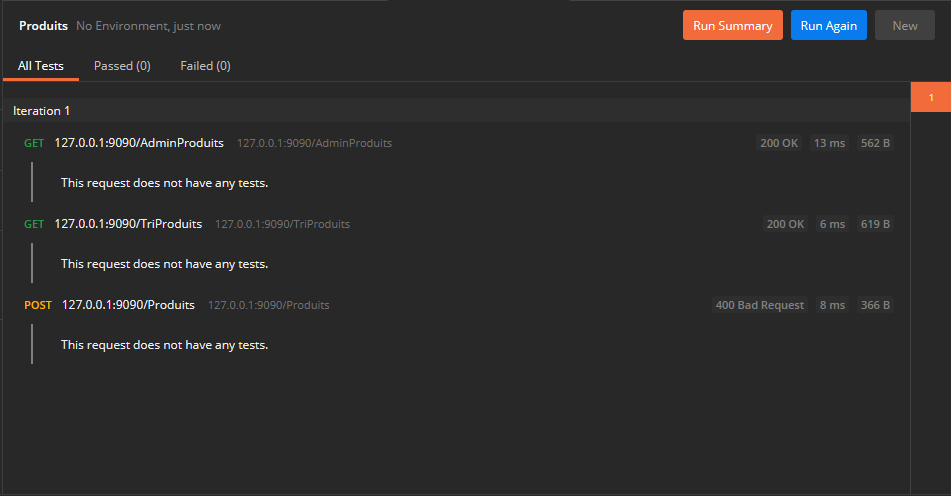 Produits No Environment, just now Run Summary Run Again New
All Tests Passed (0) Failed (0)
1
Iteration 1
GET 127.0.0.1:9090/AdminProduits 127.0.0.1:9090/AdminProduits 200 OK 13 ms 562 B
This request does not have any tests.
GET 127.0.0.1:9090/TriProduits 127.0.0.1:9090/TriProduits 200 OK 6 ms 619 B
This request does not have any tests.
POST 127.0.0.1:9090/Produits 127.0.0.1:9090/Produits 400 Bad Request 8 ms 366 B
This request does not have any tests.